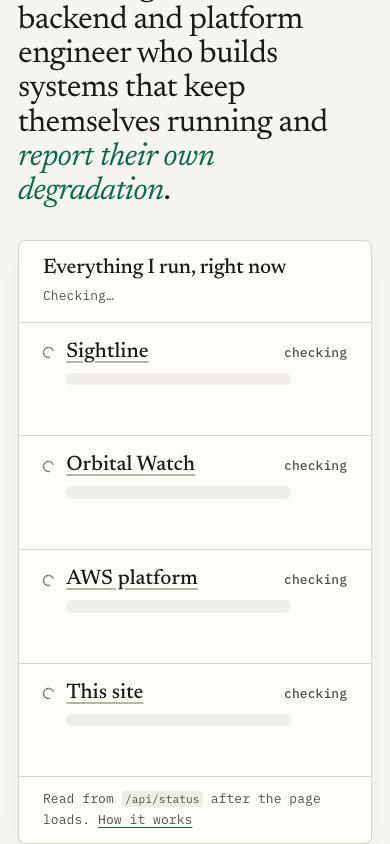 backend and platform
engineer who builds
systems that keep
themselves running and
report their own
degradation.
Everything I run, right now
Checking…
Sightline checking
Orbital Watch checking
AWS platform checking
This site checking
Read from /api/status after the page
loads. How it works